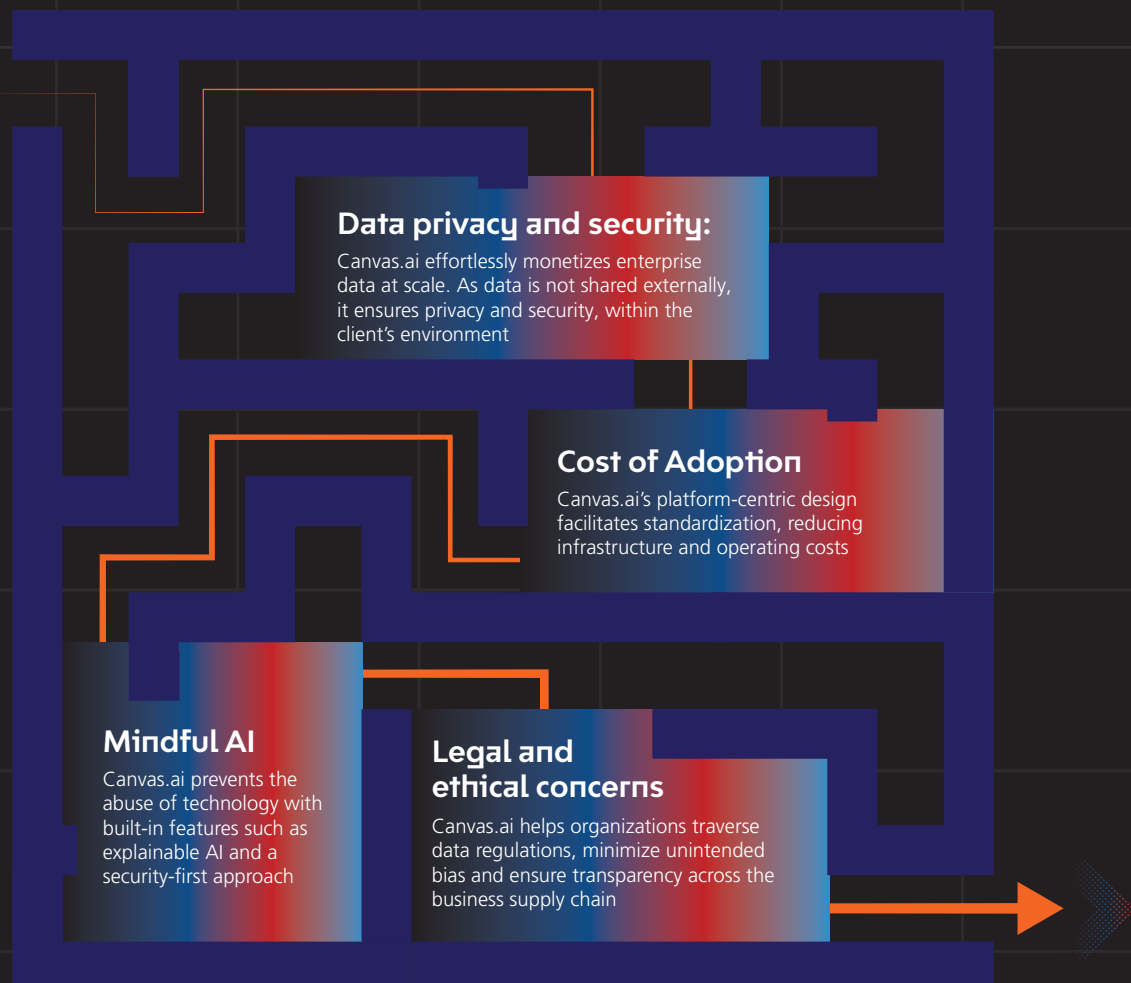 Data privacy and security:
Canvas.ai effortlessly monetizes enterprise
data at scale. As data is not shared externally,
it ensures privacy and security, within the
client’s environment
Cost of Adoption
Canvas.ai’s platform-centric design
facilitates standardization, reducing
infrastructure and operating costs
Mindful AI
Canvas.ai prevents the
abuse of technology with
built-in features such as
explainable AI and a
security-first approach
Legal and
ethical concerns
Canvas.ai helps organizations traverse
data regulations, minimize unintended
bias and ensure transparency across the
business supply chain